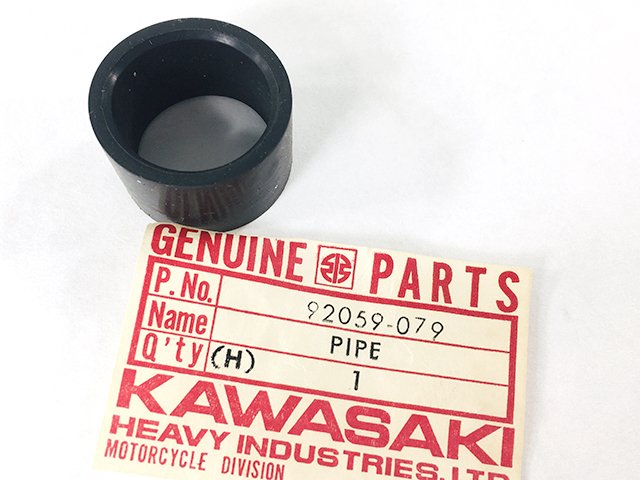 GENUINE PARTS
P. No. 92059-079
Name PIPE
Q'ty (H) 1
KAWASAKI
HEAVY INDUSTRIES, LTD
MOTORCYCLE DIVISION